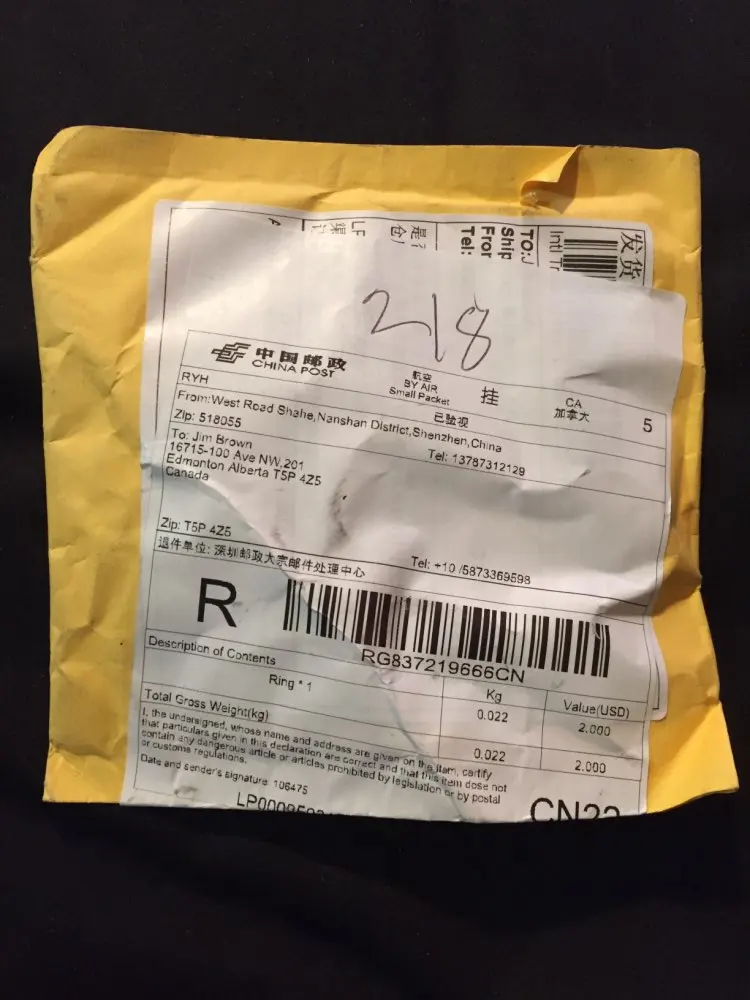 发货
Intl Tr
TO:J
Ship
Fror
Tel:
仓
LF
218
中国邮政
CHINA POST
航空
BY AIR
Small Packet
挂
CA
加拿大
5
RYH
已验视
From:West Road Shahe,Nanshan District,Shenzhen,China
Zip: 518055
Tel: 13787312129
To: Jim Brown
16715-100 Ave NW,201
Edmonton Alberta T5P 4Z5
Canada
Zip: T5P 4Z5
Tel: +10 /5873369598
退件单位: 深圳邮政大宗邮件处理中心
R
RG837219666CN
Description of Contents
Kg
Value(USD)
Ring * 1
0.022
2.000
Total Gross Weight(kg)
0.022
2.000
I, the undersigned, whose name and address are given on the item, certify
that particulars given in this declaration are correct and that this item dose not
contain any dangerous article or articles prohibited by legislation or by postal
or customs regulations.
Date and sender's signature: 106475
CN22